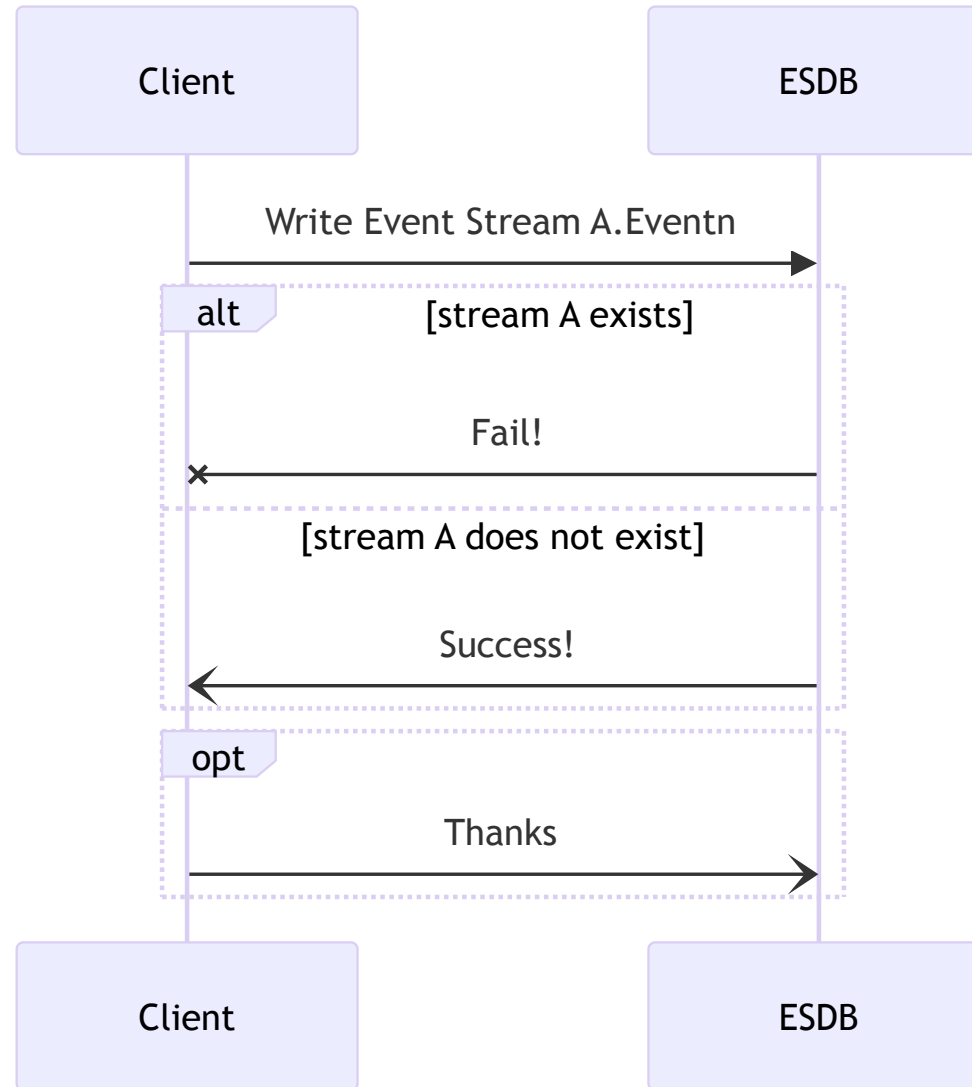 Client ESDB
Write Event Stream A.Eventn
alt [stream A exists]
Fail!
[stream A does not exist]
Success!
opt
Thanks
Client ESDB